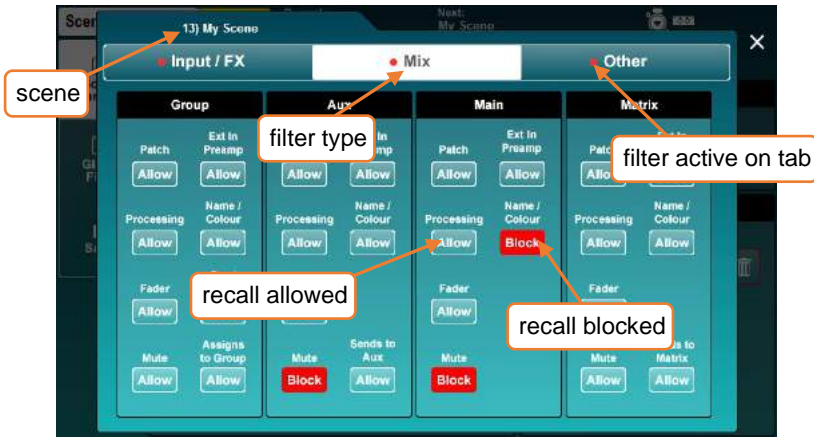 Scen
Next:
My Scene
13) My Scene
Input / FX
Mix
Other
scene
filter type
filter active on tab
Group
Aux
Main
Matrix
Patch
Ext In
Preamp
Patch
Ext In
Preamp
Allow
Allow
Allow
Allow
Allow
Allow
Processing
Name /
Colour
Processing
Name /
Colour
Processing
Name /
Colour
Processing
Name /
Colour
Allow
Allow
Allow
Allow
Allow
Block
Allow
Allow
recall allowed
recall blocked
Fader
Fader
Fader
Allow
Allow
Mute
Assigns
to Group
Mute
Sends to
Aux
Mute
Mute
Matrix
Allow
Allow
Block
Allow
Block
Allow
Allow